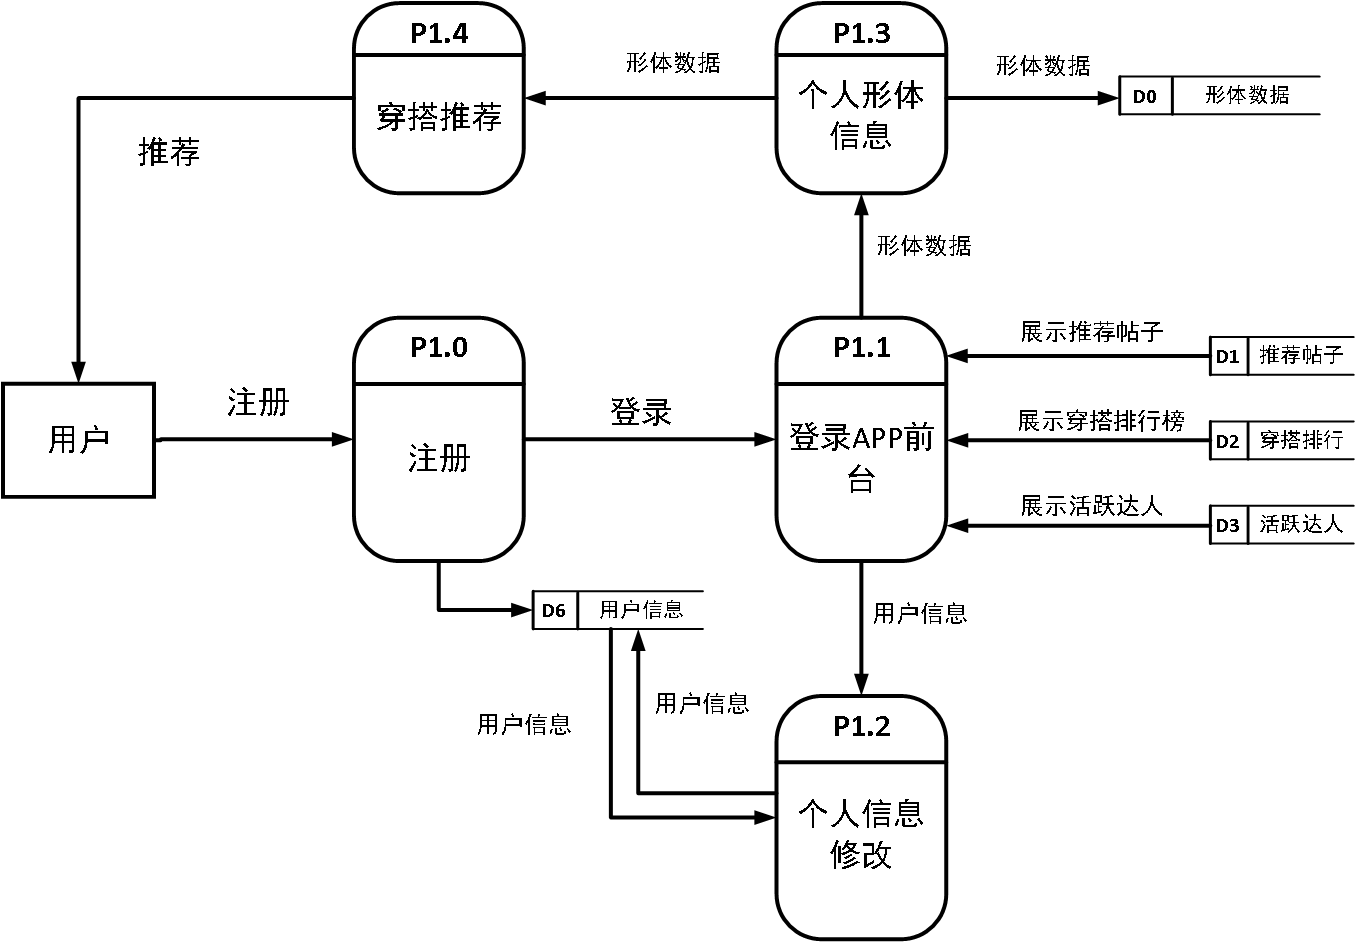 P1.4
穿搭推荐
形体数据
P1.3
个人形体
信息
形体数据
D0
形体数据
推荐
形体数据
用户
注册
P1.0
注册
登录
P1.1
登录APP前
台
展示推荐帖子
D1
推荐帖子
展示穿搭排行榜
D2
穿搭排行
展示活跃达人
D3
活跃达人
D6
用户信息
用户信息
用户信息
用户信息
P1.2
个人信息
修改